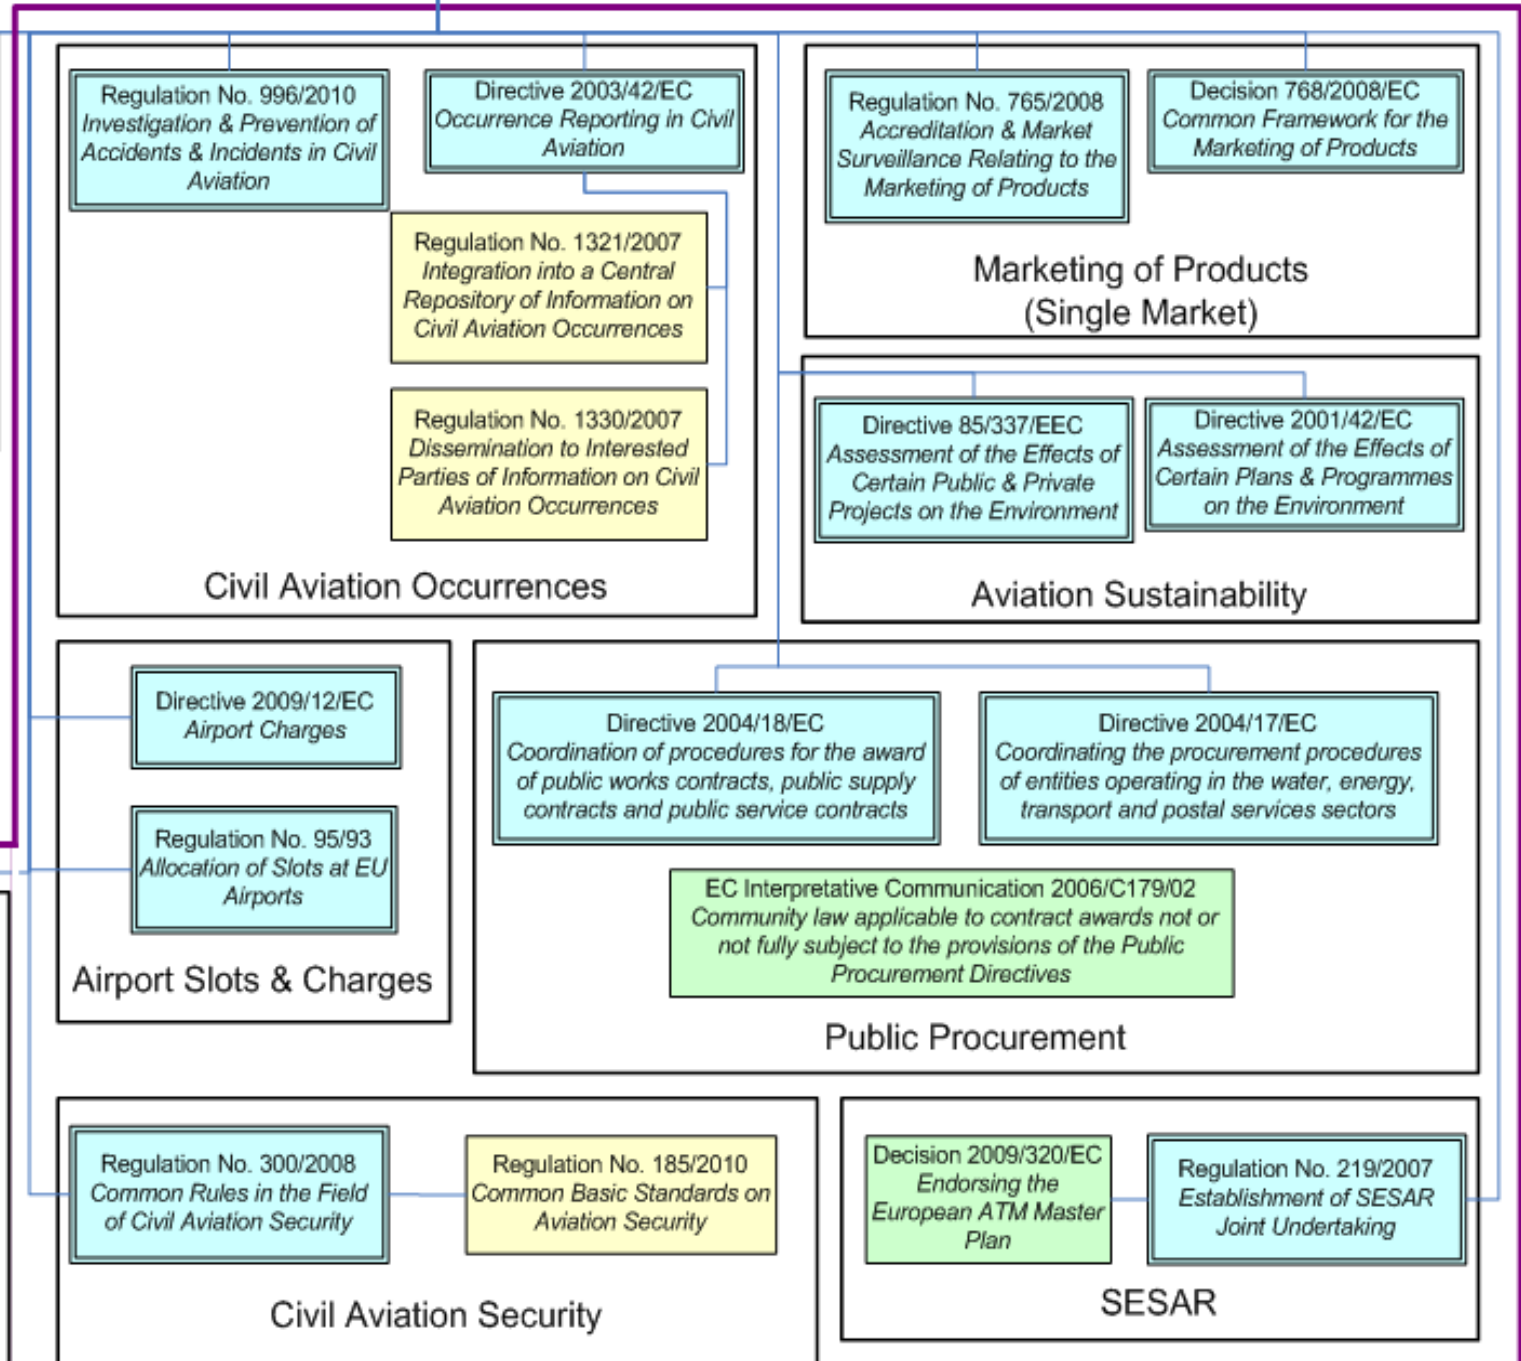 Regulation No. 996/2010
Investigation & Prevention of
Accidents & Incidents in Civil
Aviation
Directive 2003/42/EC
Occurrence Reporting in Civil
Aviation
Regulation No. 1321/2007
Integration into a Central
Repository of Information on
Civil Aviation Occurrences
Regulation No. 1330/2007
Dissemination to Interested
Parties of Information on Civil
Aviation Occurrences
Civil Aviation Occurrences
Regulation No. 765/2008
Accreditation & Market
Surveillance Relating to the
Marketing of Products
Decision 768/2008/EC
Common Framework for the
Marketing of Products
Marketing of Products
(Single Market)
Directive 85/337/EEC
Assessment of the Effects of
Certain Public & Private
Projects on the Environment
Directive 2001/42/EC
Assessment of the Effects of
Certain Plans & Programmes
on the Environment
Aviation Sustainability
Directive 2009/12/EC
Airport Charges
Regulation No. 95/93
Allocation of Slots at EU
Airports
Airport Slots & Charges
Directive 2004/18/EC
Coordination of procedures for the award
of public works contracts, public supply
contracts and public service contracts
Directive 2004/17/EC
Coordinating the procurement procedures
of entities operating in the water, energy,
transport and postal services sectors
EC Interpretative Communication 2006/C179/02
Community law applicable to contract awards not or
not fully subject to the provisions of the Public
Procurement Directives
Public Procurement
Regulation No. 300/2008
Common Rules in the Field
of Civil Aviation Security
Regulation No. 185/2010
Common Basic Standards on
Aviation Security
Civil Aviation Security
Decision 2009/320/EC
Endorsing the
European ATM Master
Plan
Regulation No. 219/2007
Establishment of SESAR
Joint Undertaking
SESAR